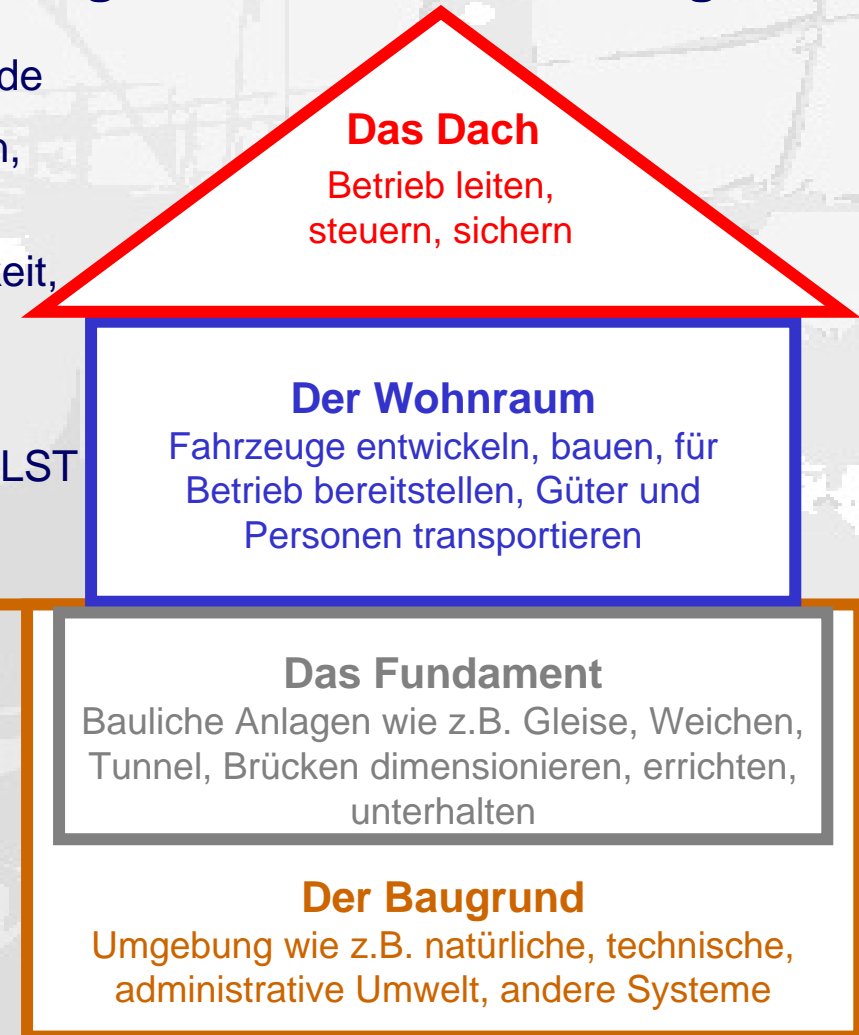 de
Das Dach
Betrieb leiten,
steuern, sichern
LST
Der Wohnraum
Fahrzeuge entwickeln, bauen, für
Betrieb bereitstellen, Güter und
Personen transportieren
Das Fundament
Bauliche Anlagen wie z.B. Gleise, Weichen,
Tunnel, Brücken dimensionieren, errichten,
unterhalten
Der Baugrund
Umgebung wie z.B. natürliche, technische,
administrative Umwelt, andere Systeme